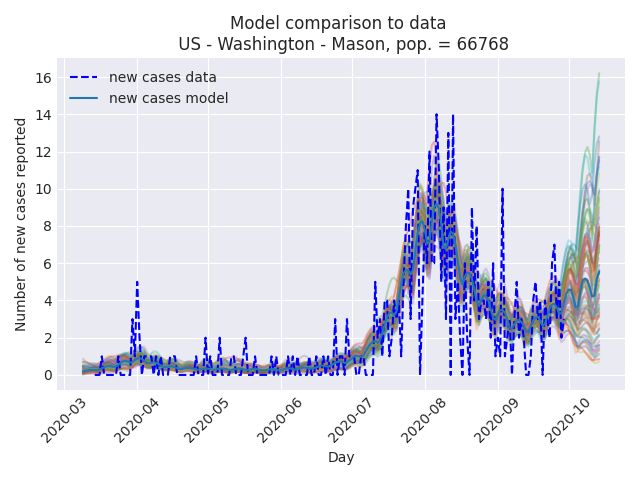 Model comparison to data
US - Washington - Mason, pop. = 66768
new cases data
new cases model
Number of new cases reported
16
14
12
10
8
6
4
2
0
2020-03
2020-04
2020-05
2020-06
2020-07
2020-08
2020-09
2020-10
Day